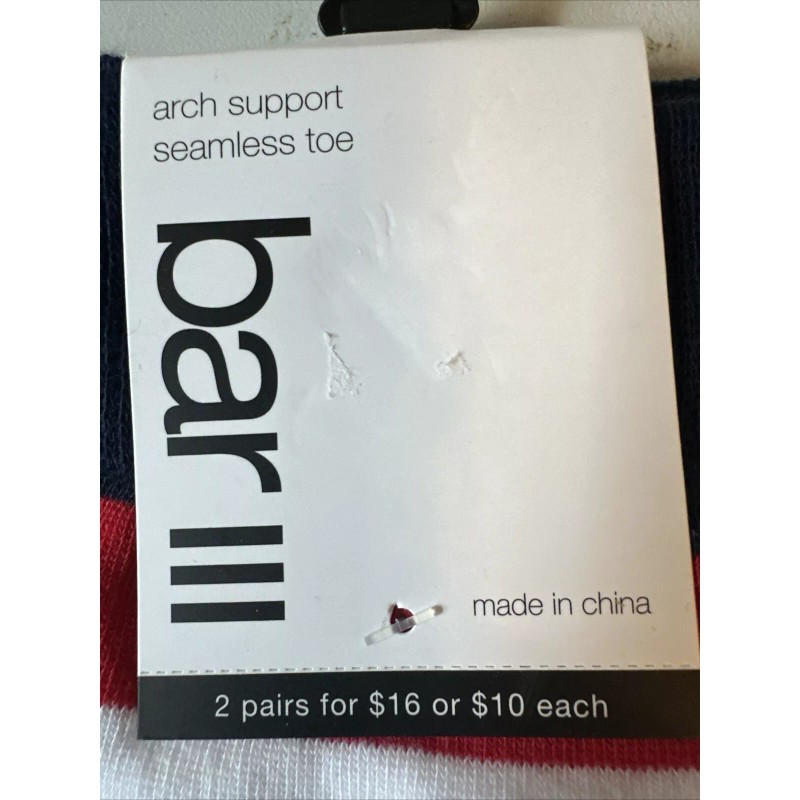 arch support
seamless toe
bar III
made in china
2 pairs for $16 or $10 each